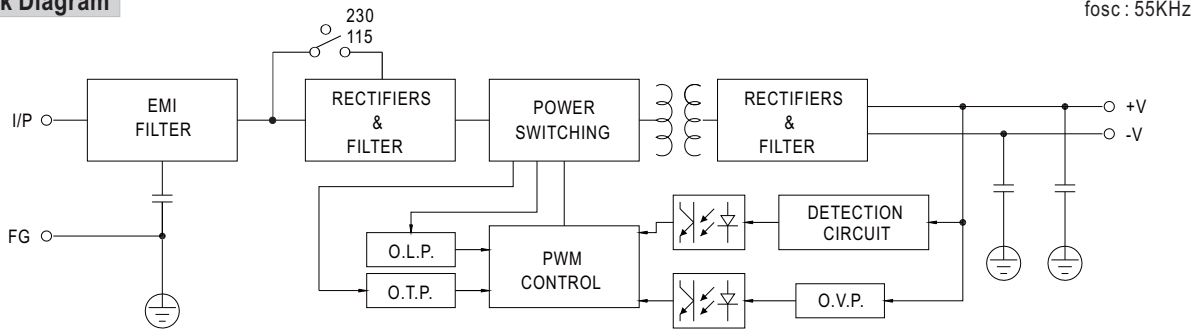 k Diagram
fosc : 55KHz
230
115
I/P
EMI
FILTER
RECTIFIERS
&
FILTER
POWER
SWITCHING
RECTIFIERS
&
FILTER
+V
-V
FG
O.L.P.
O.T.P.
PWM
CONTROL
DETECTION
CIRCUIT
O.V.P.